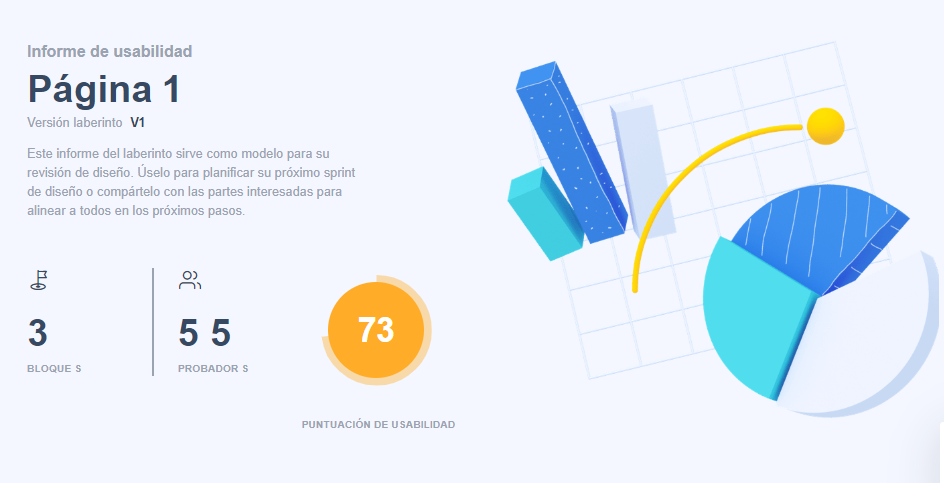 Informe de usabilidad
Página 1
Versión laberinto V1
Este informe del laberinto sirve como modelo para su
revisión de diseño. Úselo para planificar su próximo sprint
de diseño o compártelo con las partes interesadas para
alinear a todos en los próximos pasos.
3
BLOQUE S
5 5
PROBADOR S
73
PUNTUACIÓN DE USABILIDAD